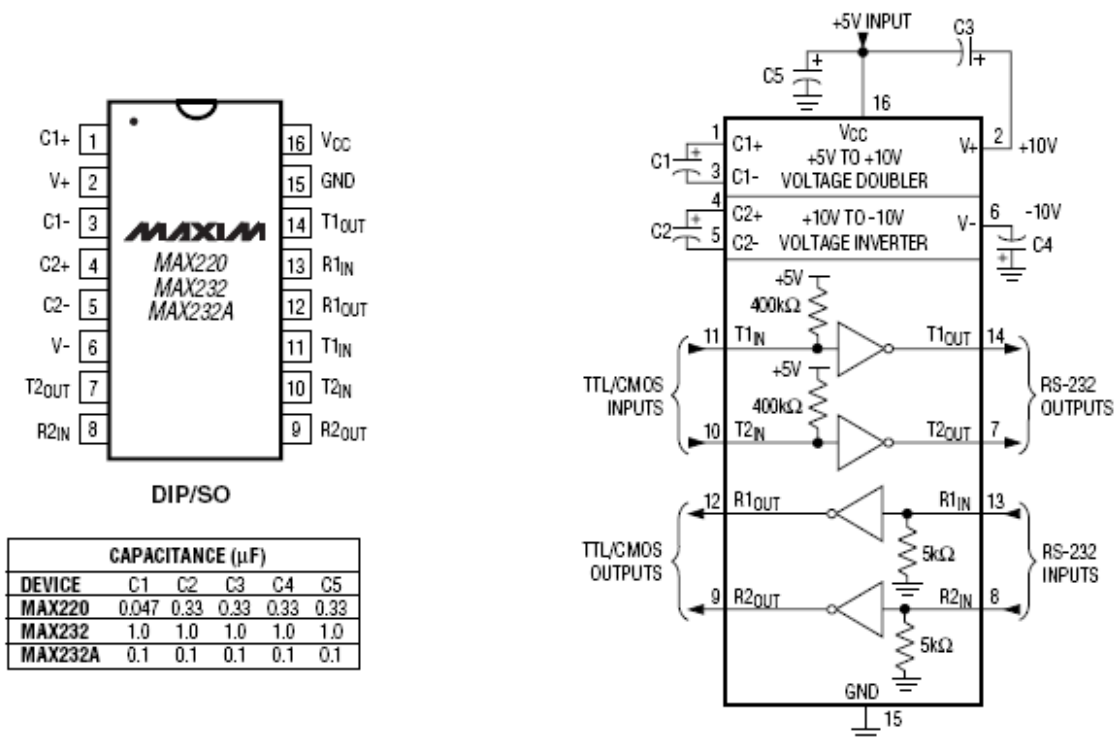 C1+ 1
V+ 2
C1- 3
C2+ 4
C2- 5
V- 6
T2OUT 7
R2IN 8
16 VCC
15 GND
14 T1OUT
13 R1IN
12 R1OUT
11 T1IN
10 T2IN
9 R2OUT
MAXIM
MAX220
MAX232
MAX232A
DIP/SO
CAPACITANCE (μF)
DEVICE C1 C2 C3 C4 C5
MAX220 0.047 0.33 0.33 0.33 0.33
MAX232 1.0 1.0 1.0 1.0 1.0
MAX232A 0.1 0.1 0.1 0.1 0.1
+5V INPUT
C3
+
C5
+
16
VCC
1
C1+
C1
+
3
C1-
+5V TO +10V
VOLTAGE DOUBLER
V+
2
+10V
4
C2+
C2
+
5
C2-
+10V TO -10V
VOLTAGE INVERTER
V-
6
-10V
C4
+
+5V
400kΩ
11 T1IN
T1OUT 14
+5V
400kΩ
TTL/CMOS
INPUTS
RS-232
OUTPUTS
10 T2IN
T2OUT 7
12 R1OUT
R1IN 13
5kΩ
TTL/CMOS
OUTPUTS
RS-232
INPUTS
9 R2OUT
R2IN 8
5kΩ
GND
15